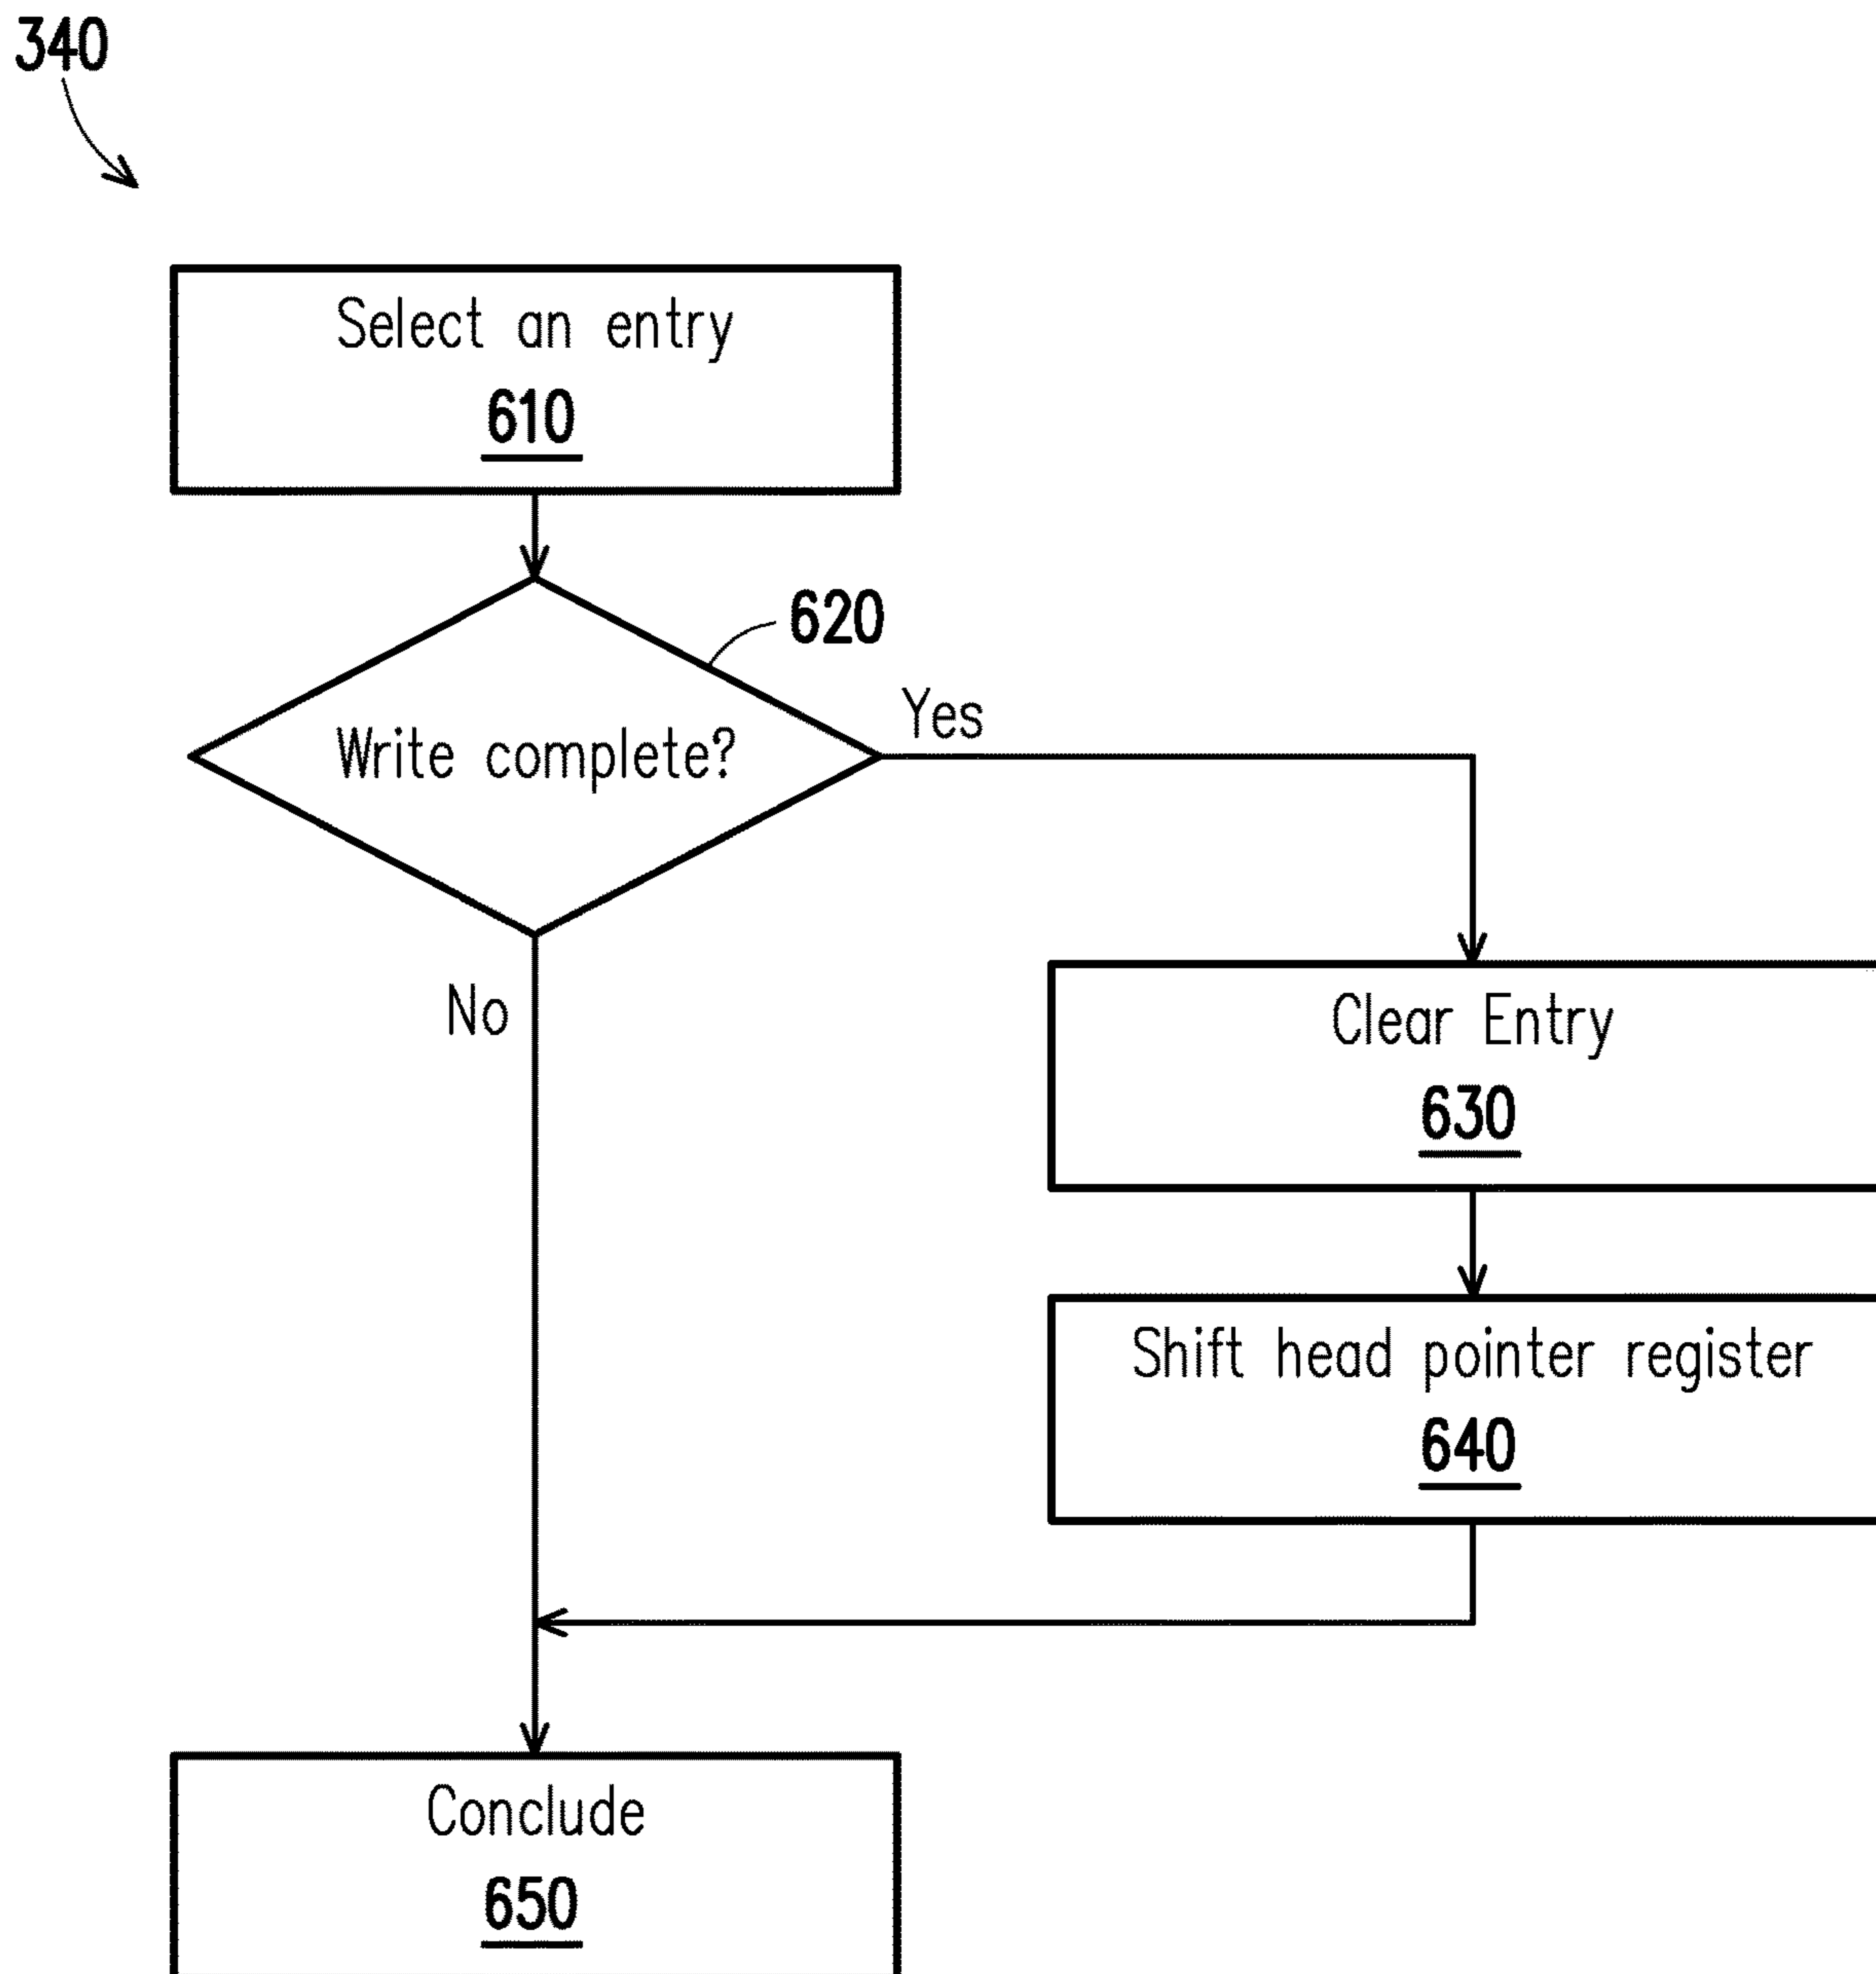 340
Select an entry
610
620
Write complete?
Yes
No
Clear Entry
630
Shift head pointer register
640
Conclude
650